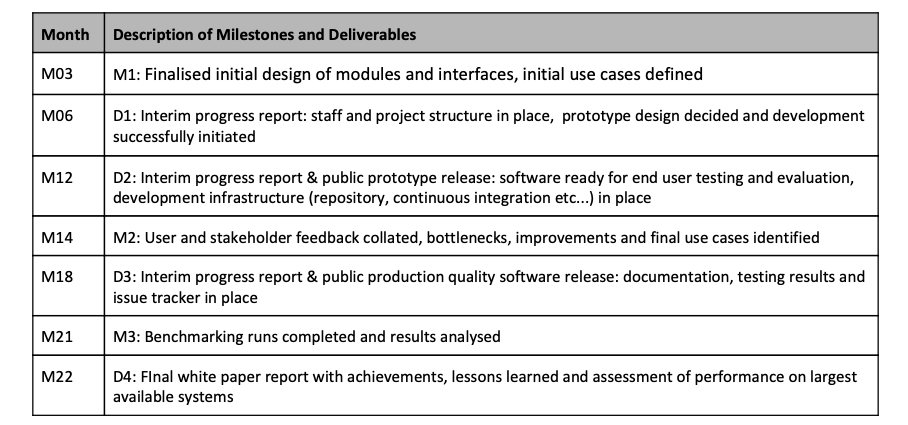 Month Description of Milestones and Deliverables
M03 M1: Finalised initial design of modules and interfaces, initial use cases defined
M06 D1: Interim progress report: staff and project structure in place, prototype design decided and development
successfully initiated
M12 D2: Interim progress report & public prototype release: software ready for end user testing and evaluation,
development infrastructure (repository, continuous integration etc...) in place
M14 M2: User and stakeholder feedback collated, bottlenecks, improvements and final use cases identified
M18 D3: Interim progress report & public production quality software release: documentation, testing results and
issue tracker in place
M21 M3: Benchmarking runs completed and results analysed
M22 D4: FInal white paper report with achievements, lessons learned and assessment of performance on largest
available systems